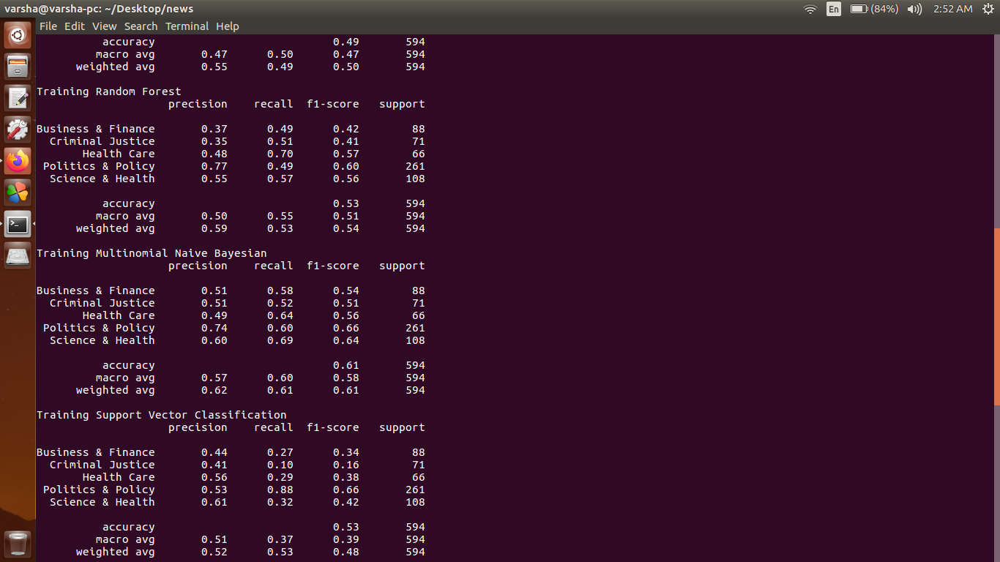 varsha@varsha-pc: ~/Desktop/news En (84%) 2:52 AM
File Edit View Search Terminal Help
accuracy 0.49 594
macro avg 0.47 0.50 0.47 594
weighted avg 0.55 0.49 0.50 594
Training Random Forest
precision recall f1-score support
Business & Finance 0.37 0.49 0.42 88
Criminal Justice 0.35 0.51 0.41 71
Health Care 0.48 0.70 0.57 66
Politics & Policy 0.77 0.49 0.60 261
Science & Health 0.55 0.57 0.56 108
accuracy 0.53 594
macro avg 0.50 0.55 0.51 594
weighted avg 0.59 0.53 0.54 594
Training Multinomial Naive Bayesian
precision recall f1-score support
Business & Finance 0.51 0.58 0.54 88
Criminal Justice 0.51 0.52 0.51 71
Health Care 0.49 0.64 0.56 66
Politics & Policy 0.74 0.60 0.66 261
Science & Health 0.60 0.69 0.64 108
accuracy 0.61 594
macro avg 0.57 0.60 0.58 594
weighted avg 0.62 0.61 0.61 594
Training Support Vector Classification
precision recall f1-score support
Business & Finance 0.44 0.27 0.34 88
Criminal Justice 0.41 0.10 0.16 71
Health Care 0.56 0.29 0.38 66
Politics & Policy 0.53 0.88 0.66 261
Science & Health 0.61 0.32 0.42 108
accuracy 0.53 594
macro avg 0.51 0.37 0.39 594
weighted avg 0.52 0.53 0.48 594